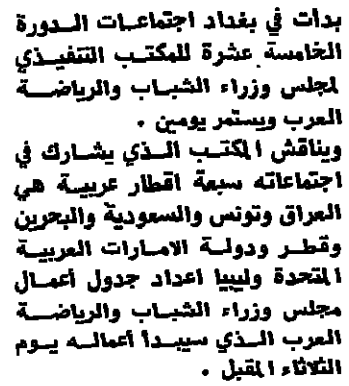 بدأت في بغداد اجتماعات الدورة
الخامسة عشرة للمكتب التنفيذي
لمجلس وزراء الشباب والرياضة
العرب ويستمر يومين .
ويناقش المكتب الذي يشارك في
اجتماعاته سبعة اقطار عربية هي
العراق وتونس والسعودية والبحرين
وقطر ودولة الامارات العربية
المتحدة وليبيا اعداد جدول أعمال
مجلس وزراء الشباب والرياضة
العرب الذي سيبدأ أعماله يوم
الثلاثاء المقبل .